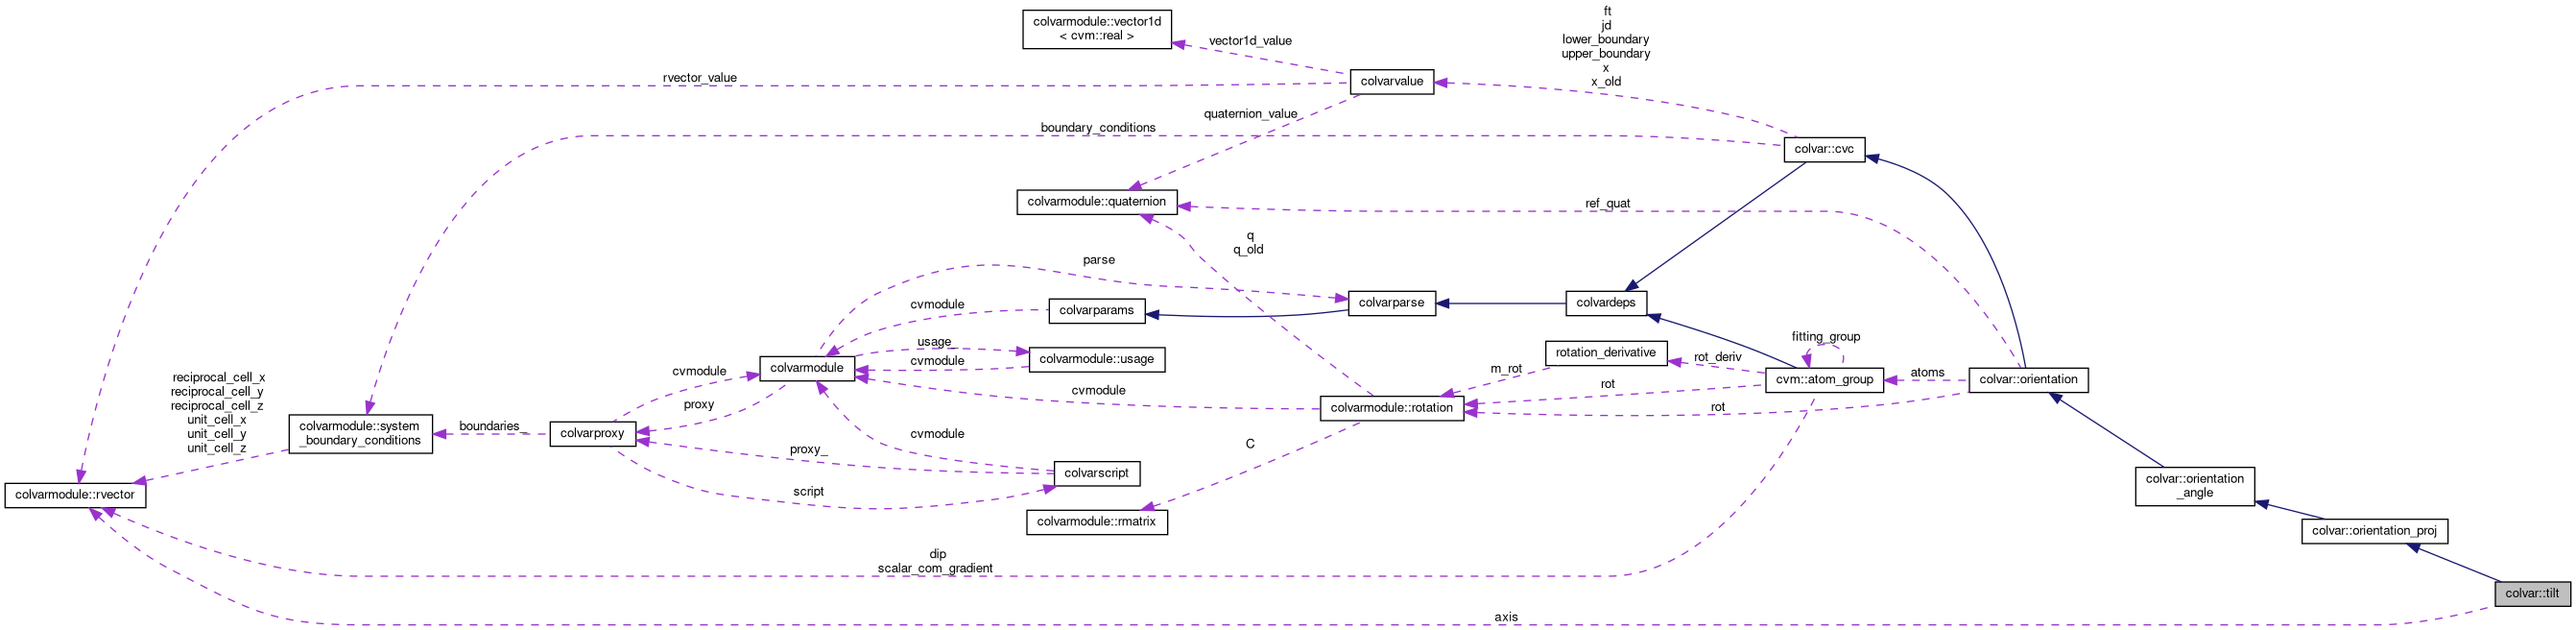 colvarmodule::vector1d
< cvm::real >
vector1d_value
ft
jd
lower_boundary
upper_boundary
x
x_old
rvector_value
colvarvalue
quaternion_value
boundary_conditions
colvar::cvc
colvarmodule::quaternion
ref_quat
q
q_old
parse
cvmodule
colvarparams
colvarparse
colvardeps
usage_
colvarmodule::usage
cvmodule
colvarmodule
cvmodule
proxy
cvmodule
rotation_derivative
m_rot
rot_deriv
fitting_group
cvm::atom_group
atoms
colvar::orientation
rot
rot
colvarmodule::rotation
reciprocal_cell_x
reciprocal_cell_y
reciprocal_cell_z
unit_cell_x
unit_cell_y
unit_cell_z
colvarmodule::system
_boundary_conditions
boundaries_
colvarproxy
cvmodule
proxy_
colvarscript
script
C
colvarmodule::rmatrix
colvarmodule::rvector
colvar::orientation
_angle
colvar::orientation_proj
dip
scalar_com_gradient
colvar::tilt
axis